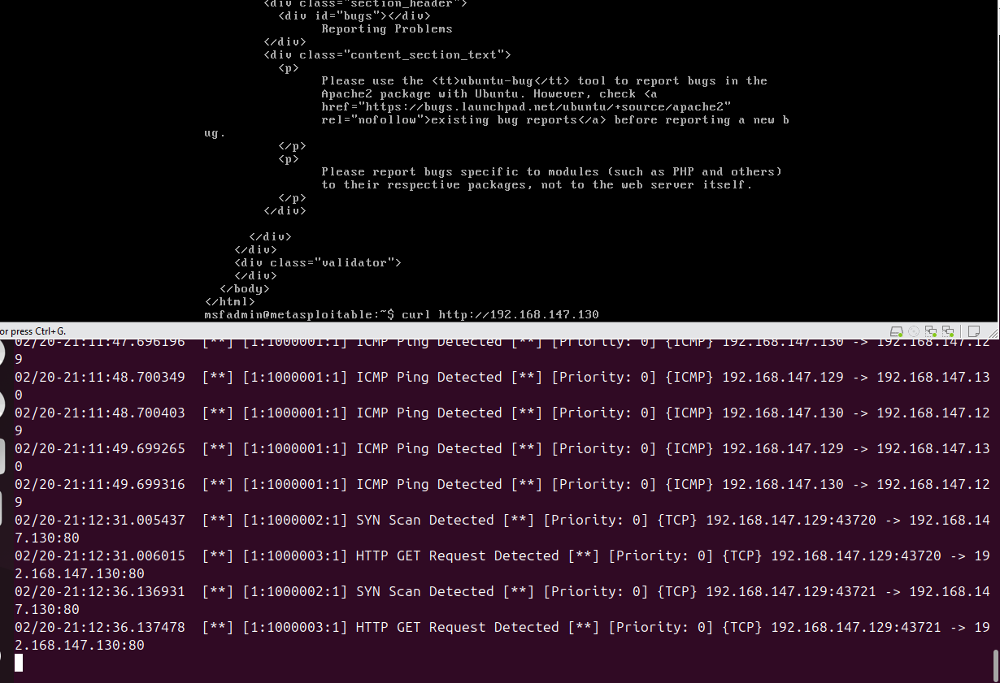 <div class="section_header">
<div id="bugs"></div>
Reporting Problems
</div>
<div class="content_section_text">
<p>
Please use the <tt>ubuntu-bug</tt> tool to report bugs in the
Apache2 package with Ubuntu. However, check <a
href="https://bugs.launchpad.net/ubuntu/+source/apache2"
rel="nofollow">existing bug reports</a> before reporting a new b
ug.
</p>
<p>
Please report bugs specific to modules (such as PHP and others)
to their respective packages, not to the web server itself.
</p>
</div>
</div>
</div>
<div class="validator">
</div>
</body>
</html>
msfadmin@metasploitable:~$ curl http://192.168.147.130
or press Ctrl+G.
02/20-21:11:47.696196 [**] [1:1000001:1] ICMP Ping Detected [**] [Priority: 0] {ICMP} 192.168.147.130 -> 192.168.147.12
9
02/20-21:11:48.700349 [**] [1:1000001:1] ICMP Ping Detected [**] [Priority: 0] {ICMP} 192.168.147.129 -> 192.168.147.13
0
02/20-21:11:48.700403 [**] [1:1000001:1] ICMP Ping Detected [**] [Priority: 0] {ICMP} 192.168.147.130 -> 192.168.147.12
9
02/20-21:11:49.699265 [**] [1:1000001:1] ICMP Ping Detected [**] [Priority: 0] {ICMP} 192.168.147.129 -> 192.168.147.13
0
02/20-21:11:49.699316 [**] [1:1000001:1] ICMP Ping Detected [**] [Priority: 0] {ICMP} 192.168.147.130 -> 192.168.147.12
9
02/20-21:12:31.005437 [**] [1:1000002:1] SYN Scan Detected [**] [Priority: 0] {TCP} 192.168.147.129:43720 -> 192.168.14
7.130:80
02/20-21:12:31.006015 [**] [1:1000003:1] HTTP GET Request Detected [**] [Priority: 0] {TCP} 192.168.147.129:43720 -> 19
2.168.147.130:80
02/20-21:12:36.136931 [**] [1:1000002:1] SYN Scan Detected [**] [Priority: 0] {TCP} 192.168.147.129:43721 -> 192.168.14
7.130:80
02/20-21:12:36.137478 [**] [1:1000003:1] HTTP GET Request Detected [**] [Priority: 0] {TCP} 192.168.147.129:43721 -> 19
2.168.147.130:80